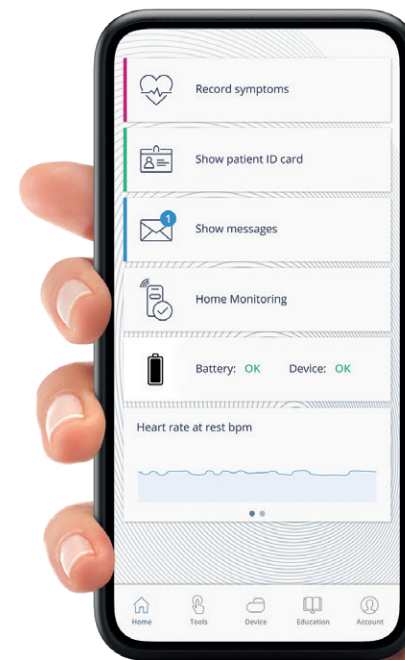 Record symptoms
Show patient ID card
1
Show messages
Home Monitoring
Battery: OK Device: OK
Heart rate at rest bpm
Home Tools Device Education Account